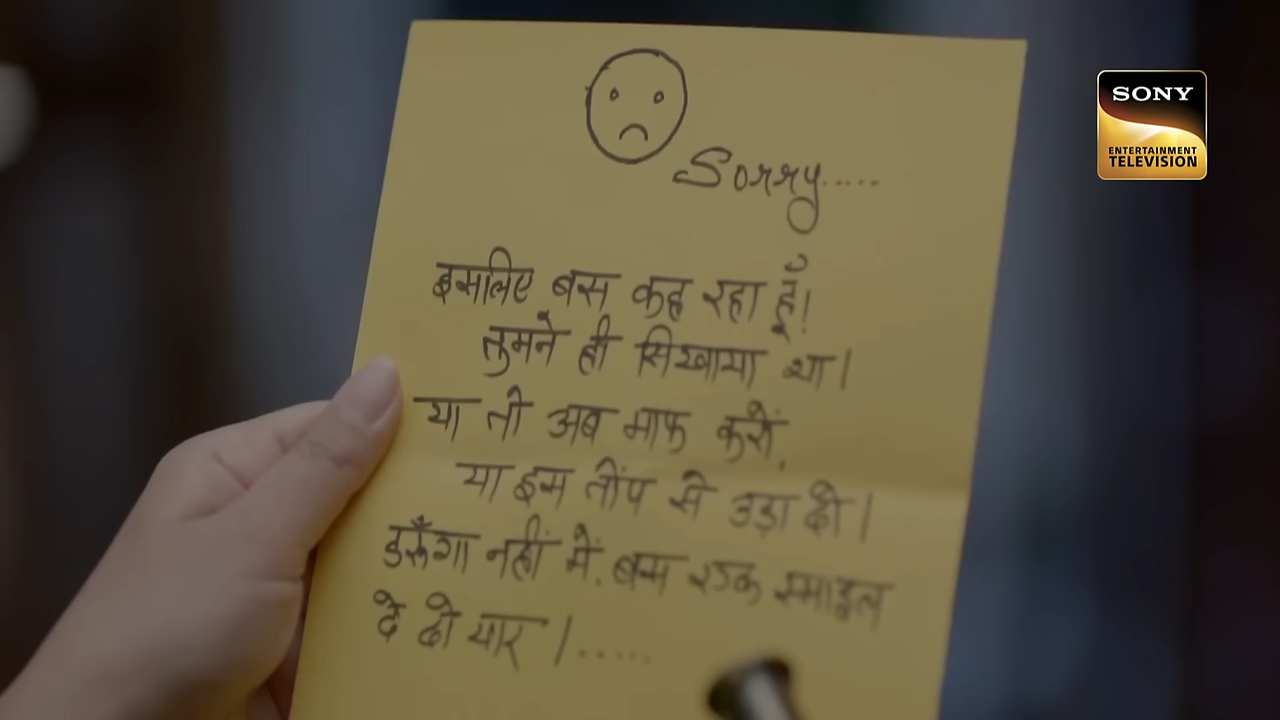 Sorry.....
इसलिए बस कह रहा हूँ!
तुमने ही सिखाया था।
या तो अब माफ करों,
या इस तोंप से उड़ा दो।
डरूँगा नहीं में. बस एक स्माइल
दे दो यार |.....
SONY
ENTERTAINMENT
TELEVISION